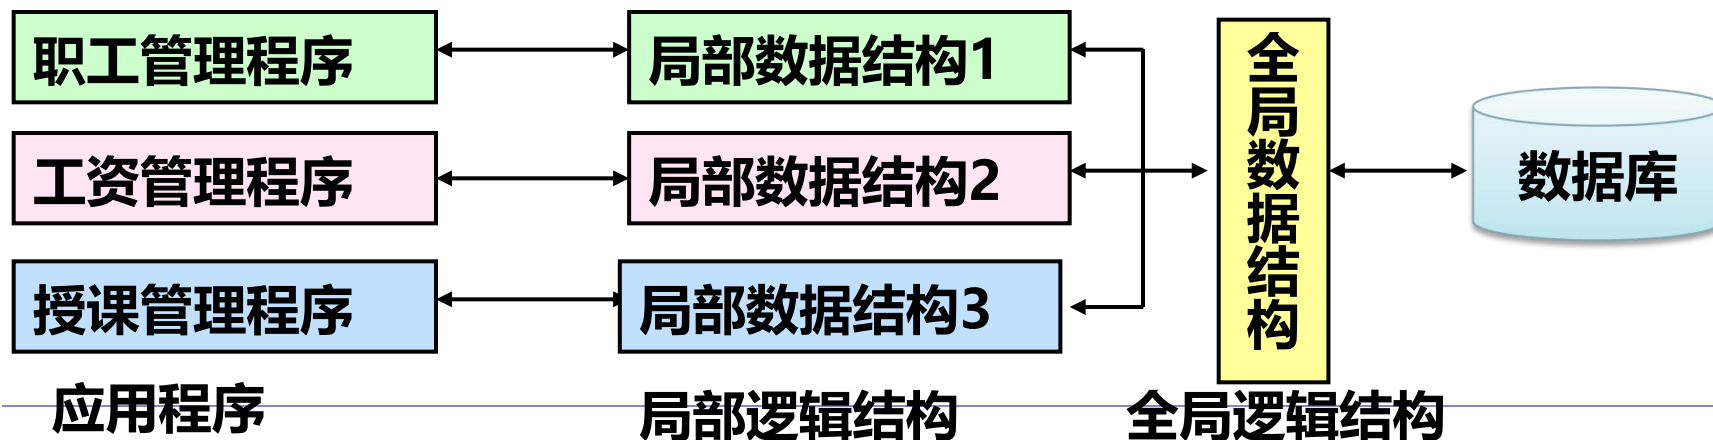 职工管理程序
局部数据结构1
工资管理程序
局部数据结构2
授课管理程序
局部数据结构3
全局数据结构
数据库
应用程序
局部逻辑结构
全局逻辑结构